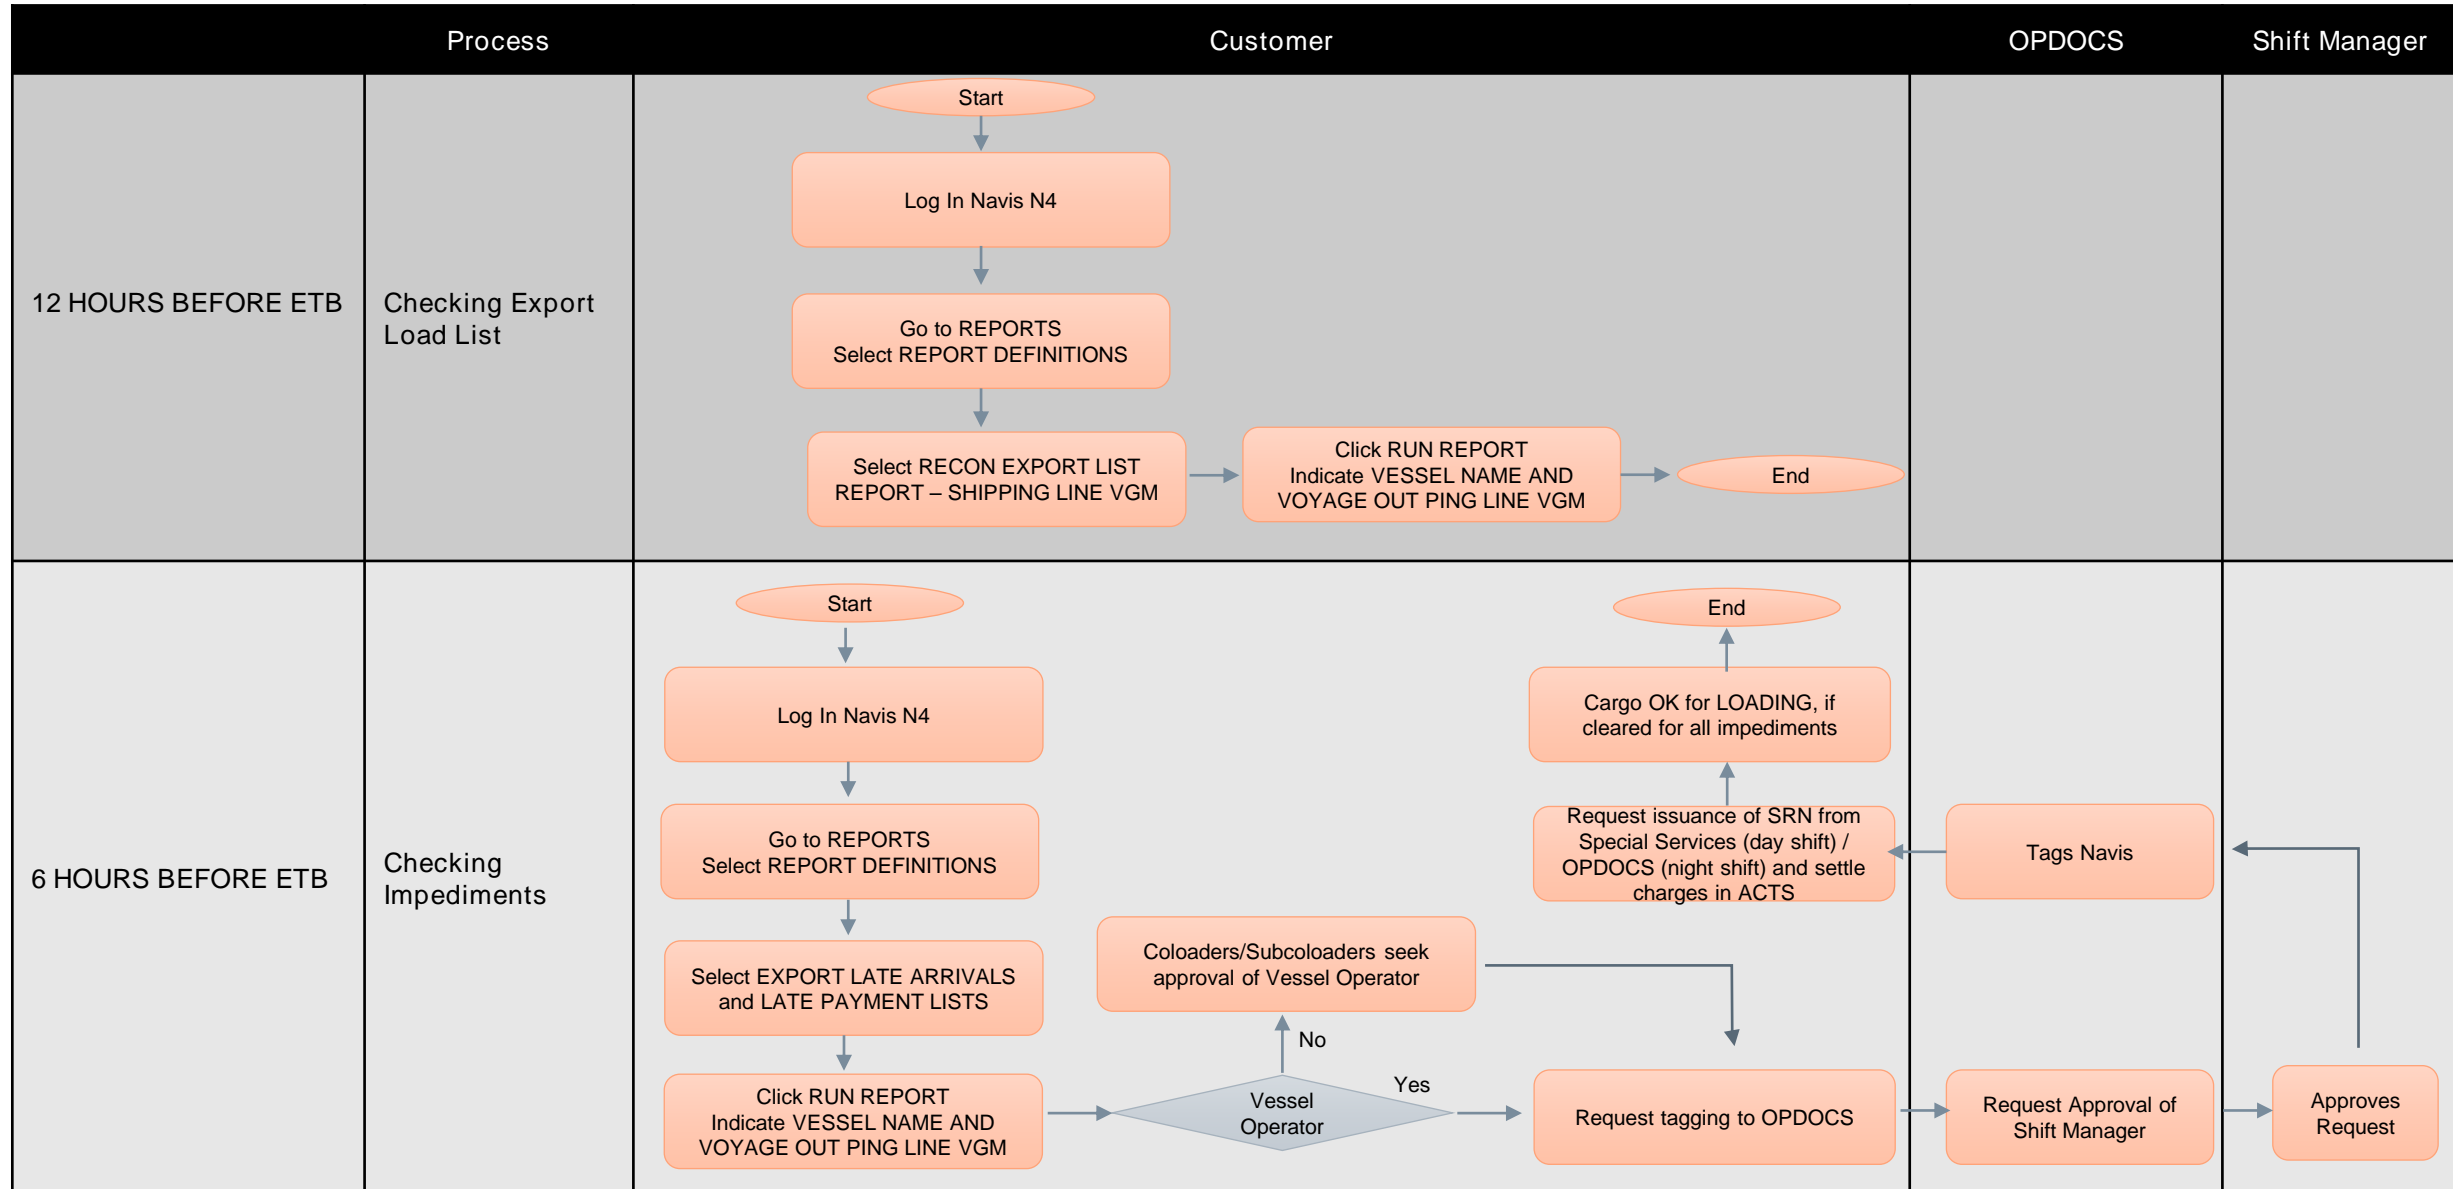 Process
Customer
OPDOCS
Shift Manager
12 HOURS BEFORE ETB
Checking Export
Load List
Start
Log In Navis N4
Go to REPORTS
Select REPORT DEFINITIONS
Select RECON EXPORT LIST
REPORT – SHIPPING LINE VGM
Click RUN REPORT
Indicate VESSEL NAME AND
VOYAGE OUT PING LINE VGM
End
6 HOURS BEFORE ETB
Checking
Impediments
Start
Log In Navis N4
Go to REPORTS
Select REPORT DEFINITIONS
Select EXPORT LATE ARRIVALS
and LATE PAYMENT LISTS
Click RUN REPORT
Indicate VESSEL NAME AND
VOYAGE OUT PING LINE VGM
Vessel
Operator
No
Yes
Coloaders/Subcoloaders seek
approval of Vessel Operator
Request tagging to OPDOCS
Request Approval of
Shift Manager
Approves
Request
Tags Navis
Request issuance of SRN from
Special Services (day shift) /
OPDOCS (night shift) and settle
charges in ACTS
Cargo OK for LOADING, if
cleared for all impediments
End